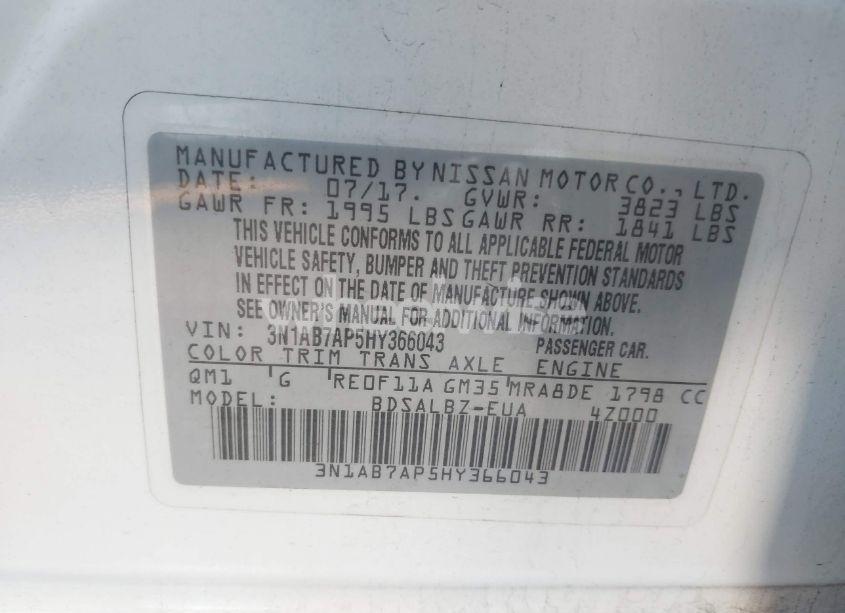 MANUFACTURED BY NISSAN MOTOR CO., LTD.
DATE: 07/17. GVWR: 3823 LBS
GAWR FR: 1995 LBS GAWR RR: 1841 LBS
THIS VEHICLE CONFORMS TO ALL APPLICABLE FEDERAL MOTOR
VEHICLE SAFETY, BUMPER AND THEFT PREVENTION STANDARDS
IN EFFECT ON THE DATE OF MANUFACTURE SHOWN ABOVE.
SEE OWNER'S MANUAL FOR ADDITIONAL INFORMATION.
VIN: 3N1AB7AP5HY366043 PASSENGER CAR.
COLOR TRIM TRANS AXLE ENGINE
QM1 G RE0F11A GM35 MRA8DE 1798 CC
MODEL: BDSALBZ-EUA 4Z000
3N1AB7AP5HY366043